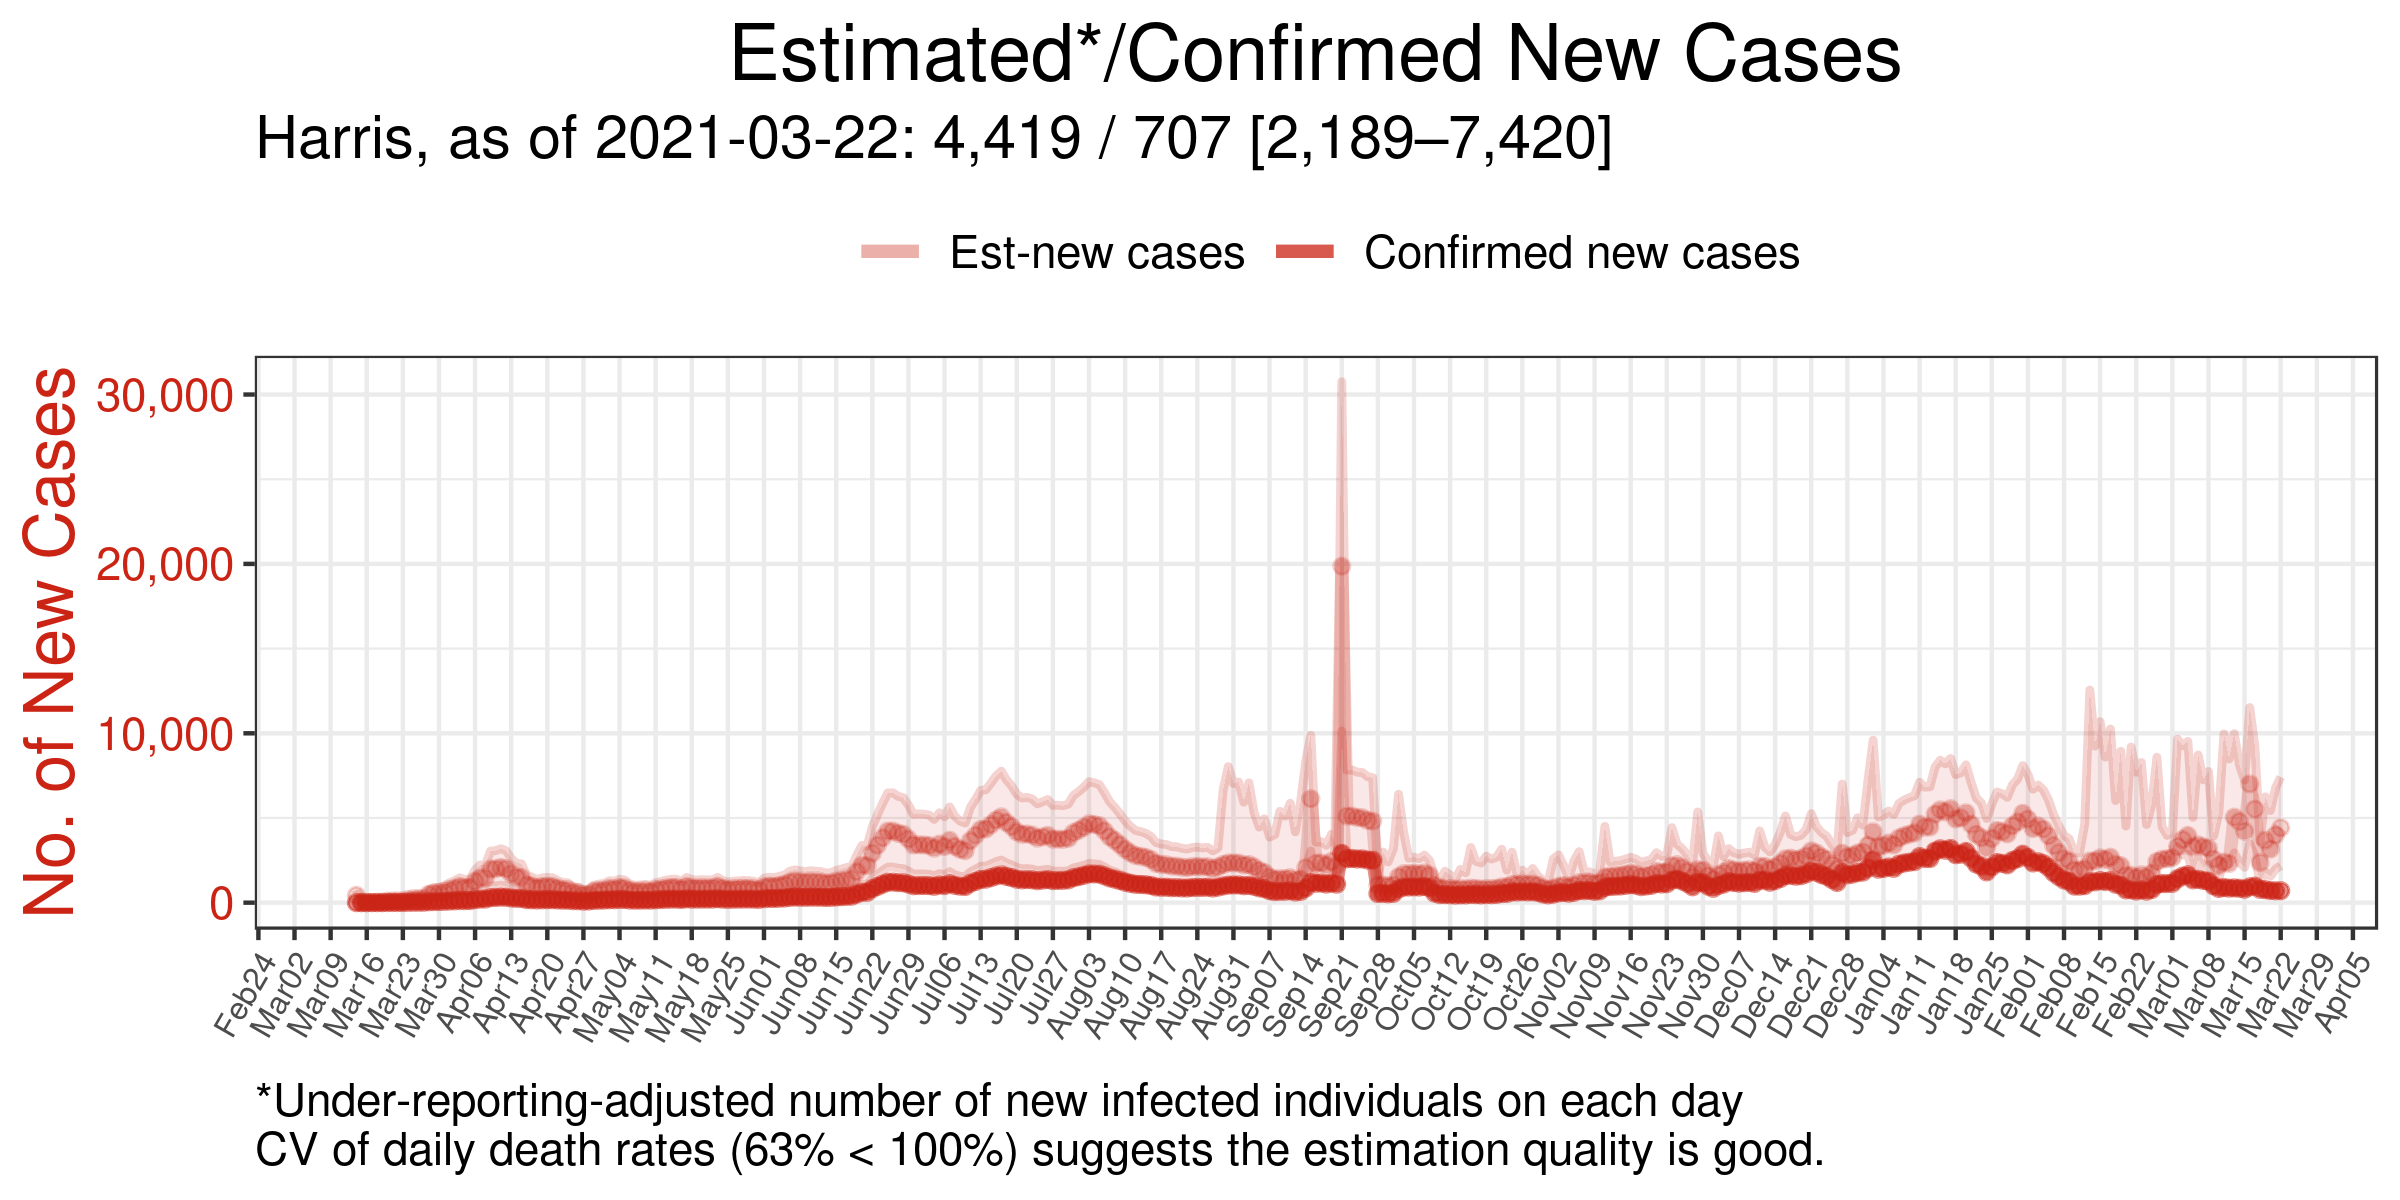 Estimated*/Confirmed New Cases
Harris, as of 2021-03-22: 4,419 / 707 [2,189–7,420]
Est-new cases Confirmed new cases
No. of New Cases
30,000
20,000
10,000
0
Feb24 Mar02 Mar09 Mar16 Mar23 Mar30 Apr06 Apr13 Apr20 Apr27 May04 May11 May18 May25 Jun01 Jun08 Jun15 Jun22 Jun29 Jul06 Jul13 Jul20 Jul27 Aug03 Aug10 Aug17 Aug24 Aug31 Sep07 Sep14 Sep21 Sep28 Oct05 Oct12 Oct19 Oct26 Nov02 Nov09 Nov16 Nov23 Nov30 Dec07 Dec14 Dec21 Dec28 Jan04 Jan11 Jan18 Jan25 Feb01 Feb08 Feb15 Feb22 Mar01 Mar08 Mar15 Mar22 Mar29 Apr05
*Under-reporting-adjusted number of new infected individuals on each day
CV of daily death rates (63% < 100%) suggests the estimation quality is good.